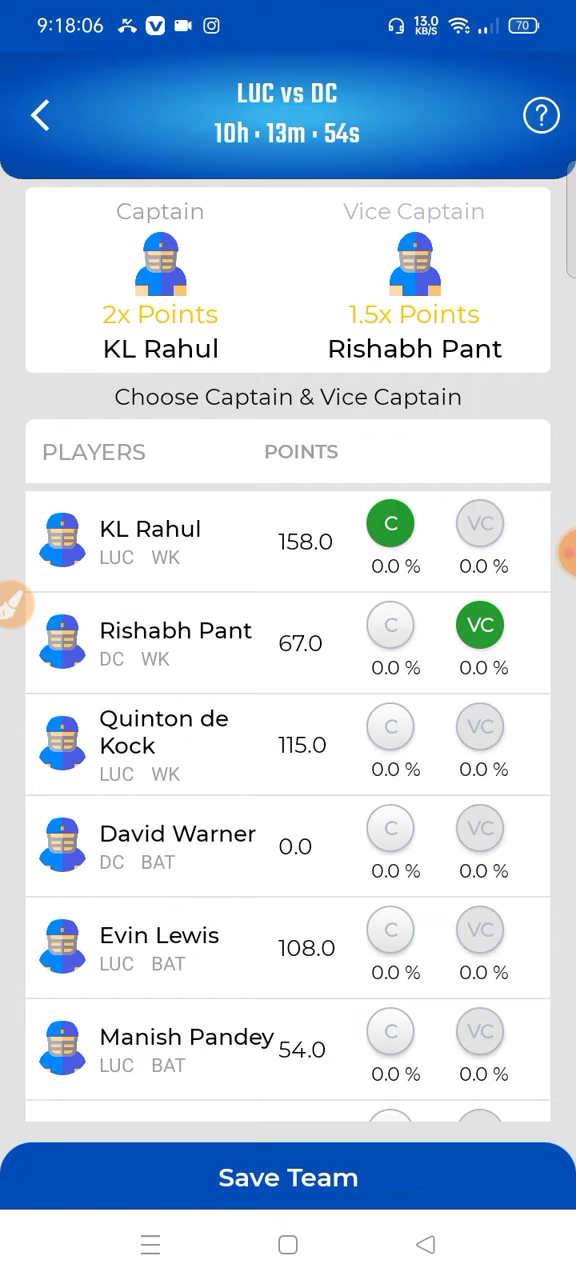 9:18:06
13.0
KB/S
70
LUC vs DC
10h • 13m • 54s
?
Captain
Vice Captain
2x Points
1.5x Points
KL Rahul
Rishabh Pant
Choose Captain & Vice Captain
PLAYERS
POINTS
KL Rahul
LUC WK
158.0
C
VC
0.0 %
0.0 %
Rishabh Pant
DC WK
67.0
C
VC
0.0 %
0.0 %
Quinton de
Kock
LUC WK
115.0
C
VC
0.0 %
0.0 %
David Warner
DC BAT
0.0
C
VC
0.0 %
0.0 %
Evin Lewis
LUC BAT
108.0
C
VC
0.0 %
0.0 %
Manish Pandey
LUC BAT
54.0
C
VC
0.0 %
0.0 %
Save Team